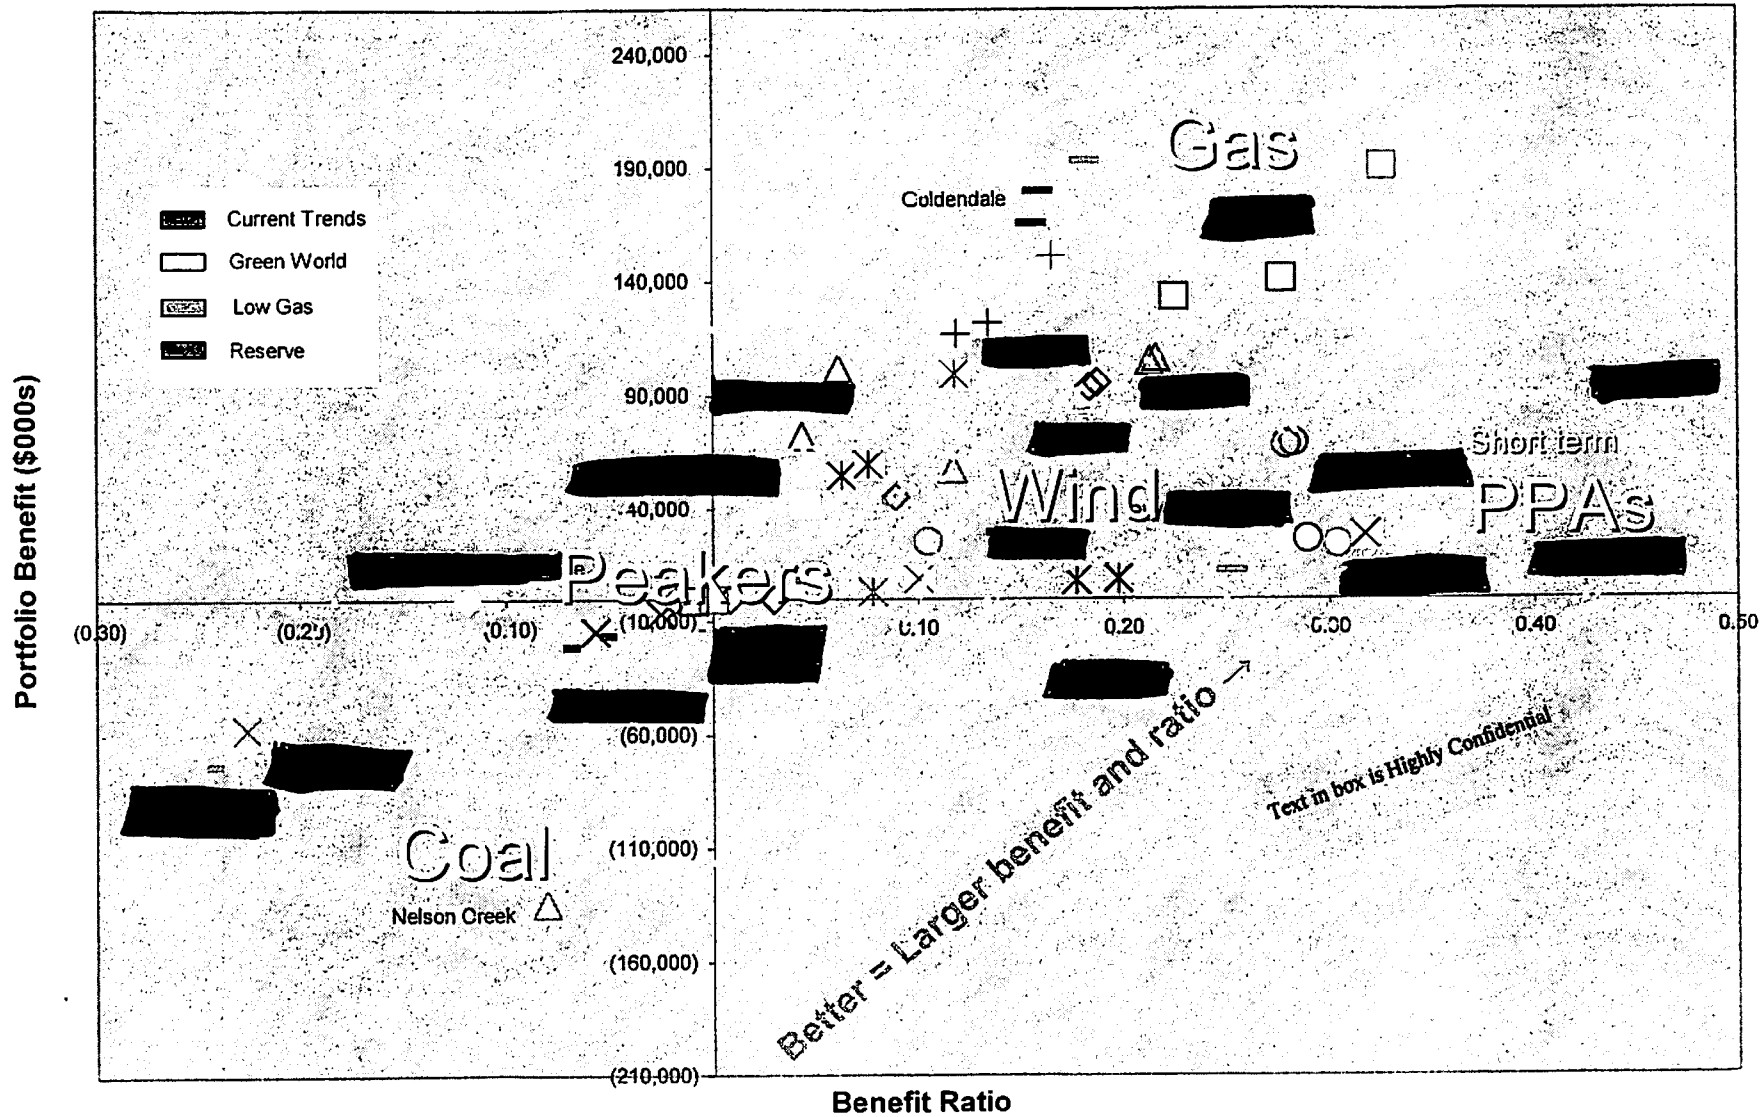 240,000
Gas
190,000
Coldendale
Current Trends
Green World
140,000
Low Gas
Reserve
90,000
Short term
PPAs
Wind
40,000
Peakers
(0.30)
(0.20)
(0.10)
(10,000)
0.10
0.20
0.30
0.40
0.50
Portfolio Benefit ($000s)
(60,000)
Better = Larger benefit and ratio →
Text in box is Highly Confidential
Coal
(110,000)
Nelson Creek
(160,000)
(210,000)
Benefit Ratio